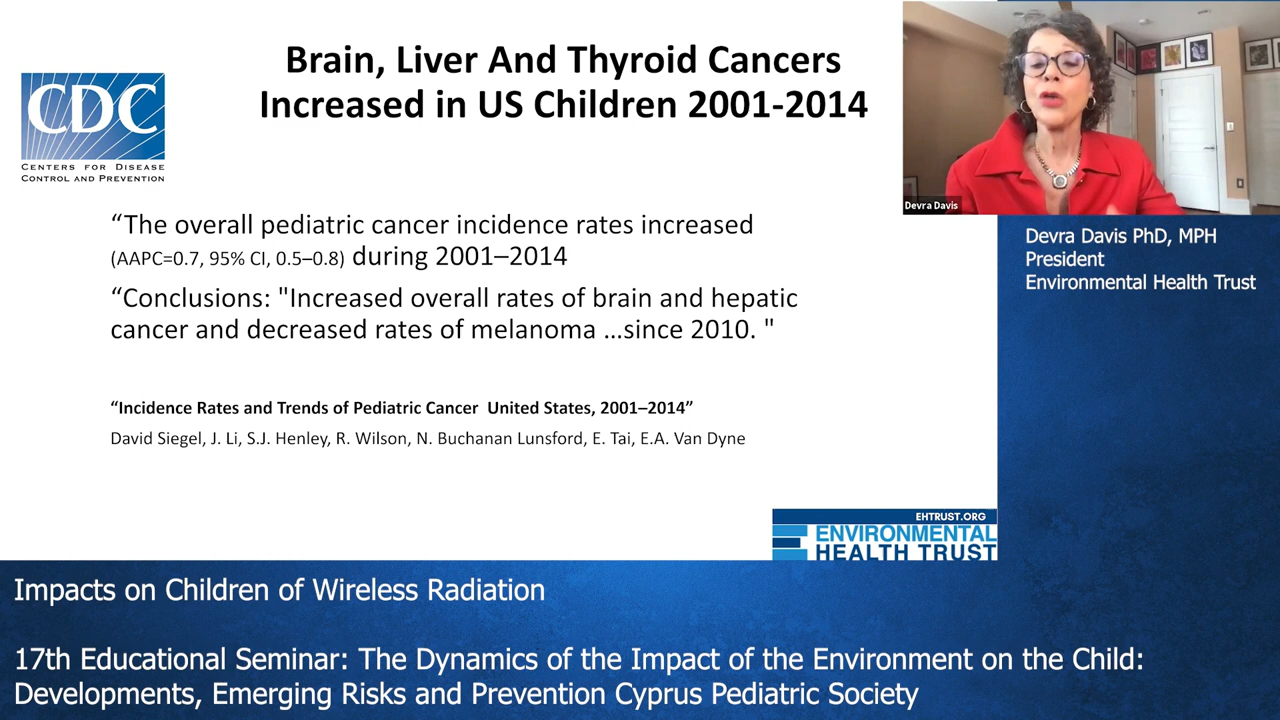 Brain, Liver And Thyroid Cancers
Increased in US Children 2001-2014
CDC
CENTERS FOR DISEASE
CONTROL AND PREVENTION
“The overall pediatric cancer incidence rates increased
(AAPC=0.7, 95% CI, 0.5–0.8) during 2001–2014
“Conclusions: "Increased overall rates of brain and hepatic
cancer and decreased rates of melanoma ...since 2010. "
“Incidence Rates and Trends of Pediatric Cancer United States, 2001–2014”
David Siegel, J. Li, S.J. Henley, R. Wilson, N. Buchanan Lunsford, E. Tai, E.A. Van Dyne
EHTRUST.ORG
ENVIRONMENTAL
HEALTH TRUST
Devra Davis
Devra Davis PhD, MPH
President
Environmental Health Trust
Impacts on Children of Wireless Radiation
17th Educational Seminar: The Dynamics of the Impact of the Environment on the Child:
Developments, Emerging Risks and Prevention Cyprus Pediatric Society